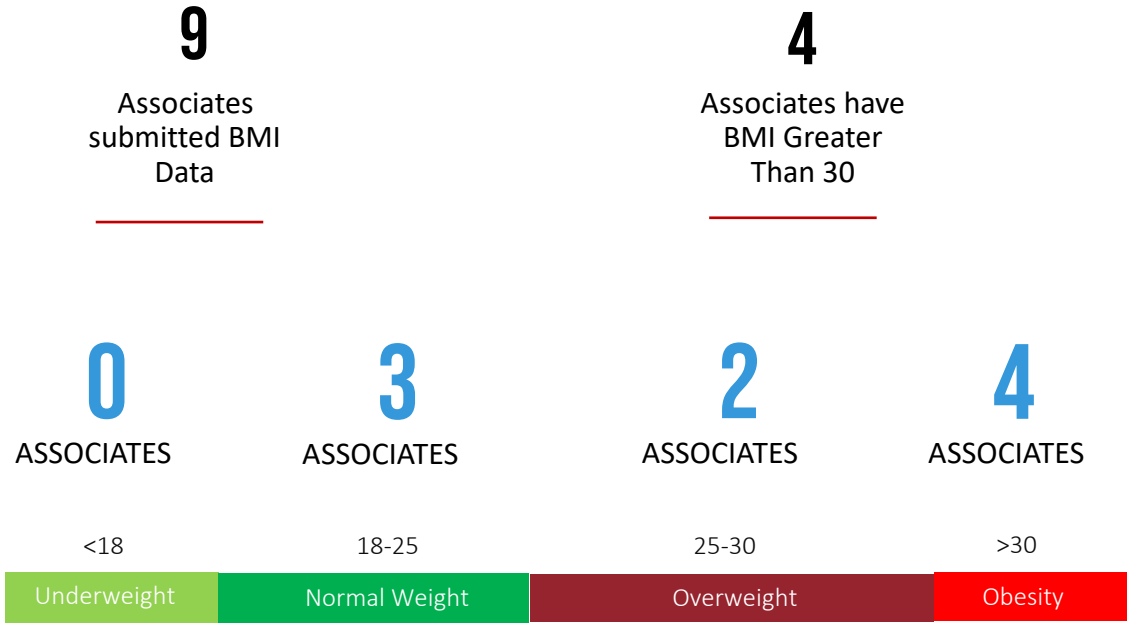 9
Associates
submitted BMI
Data
4
Associates have
BMI Greater
Than 30
0
ASSOCIATES
3
ASSOCIATES
2
ASSOCIATES
4
ASSOCIATES
<18
18-25
25-30
>30
Underweight
Normal Weight
Overweight
Obesity